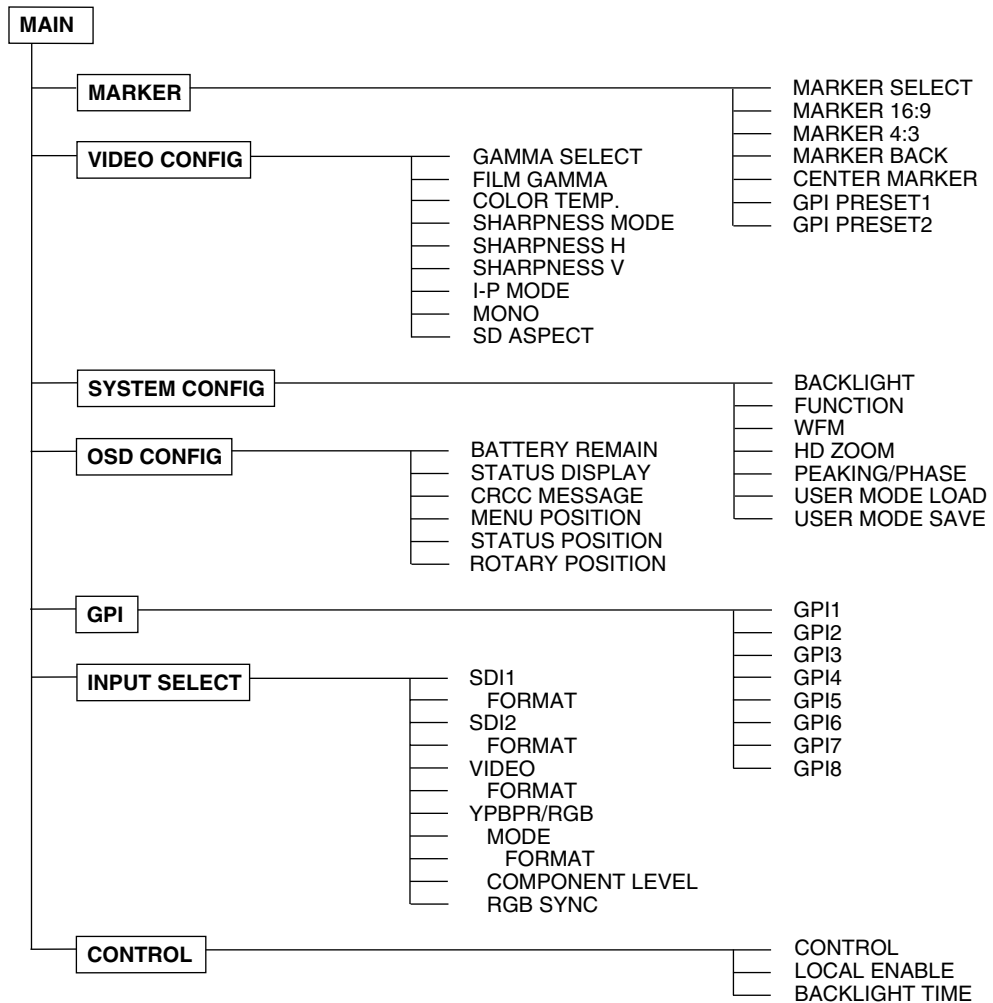 MAIN
MARKER
MARKER SELECT
MARKER 16:9
MARKER 4:3
MARKER BACK
CENTER MARKER
GPI PRESET1
GPI PRESET2
VIDEO CONFIG
GAMMA SELECT
FILM GAMMA
COLOR TEMP.
SHARPNESS MODE
SHARPNESS H
SHARPNESS V
I-P MODE
MONO
SD ASPECT
SYSTEM CONFIG
BACKLIGHT
FUNCTION
WFM
HD ZOOM
PEAKING/PHASE
USER MODE LOAD
USER MODE SAVE
OSD CONFIG
BATTERY REMAIN
STATUS DISPLAY
CRCC MESSAGE
MENU POSITION
STATUS POSITION
ROTARY POSITION
GPI
GPI1
GPI2
GPI3
GPI4
GPI5
GPI6
GPI7
GPI8
INPUT SELECT
SDI1
FORMAT
SDI2
FORMAT
VIDEO
FORMAT
YPBPR/RGB
MODE
FORMAT
COMPONENT LEVEL
RGB SYNC
CONTROL
CONTROL
LOCAL ENABLE
BACKLIGHT TIME